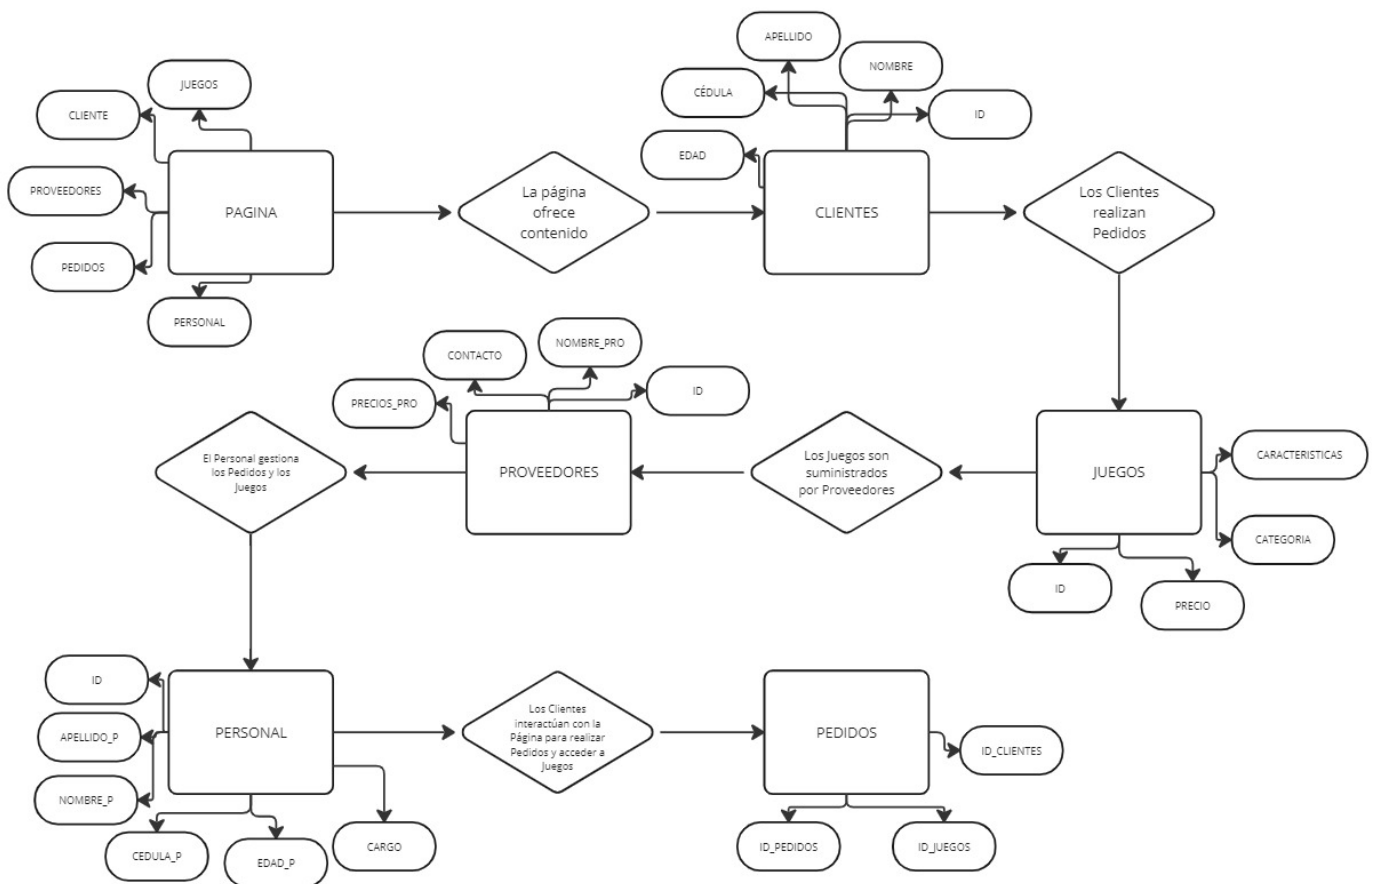 APELLIDO
NOMBRE
JUEGOS
CÉDULA
CLIENTE
ID
EDAD
PROVEEDORES
PAGINA
La página
ofrece
contenido
CLIENTES
Los Clientes
realizan
Pedidos
PEDIDOS
PERSONAL
CONTACTO
NOMBRE_PRO
PRECIOS_PRO
ID
El Personal gestiona
los Pedidos y los
Juegos
PROVEEDORES
Los Juegos son
suministrados
por Proveedores
JUEGOS
CARACTERISTICAS
CATEGORIA
ID
PRECIO
ID
APELLIDO_P
PERSONAL
Los Clientes
interactúan con la
Página para realizar
Pedidos y acceder a
Juegos
PEDIDOS
ID_CLIENTES
NOMBRE_P
CEDULA_P
EDAD_P
CARGO
ID_PEDIDOS
ID_JUEGOS